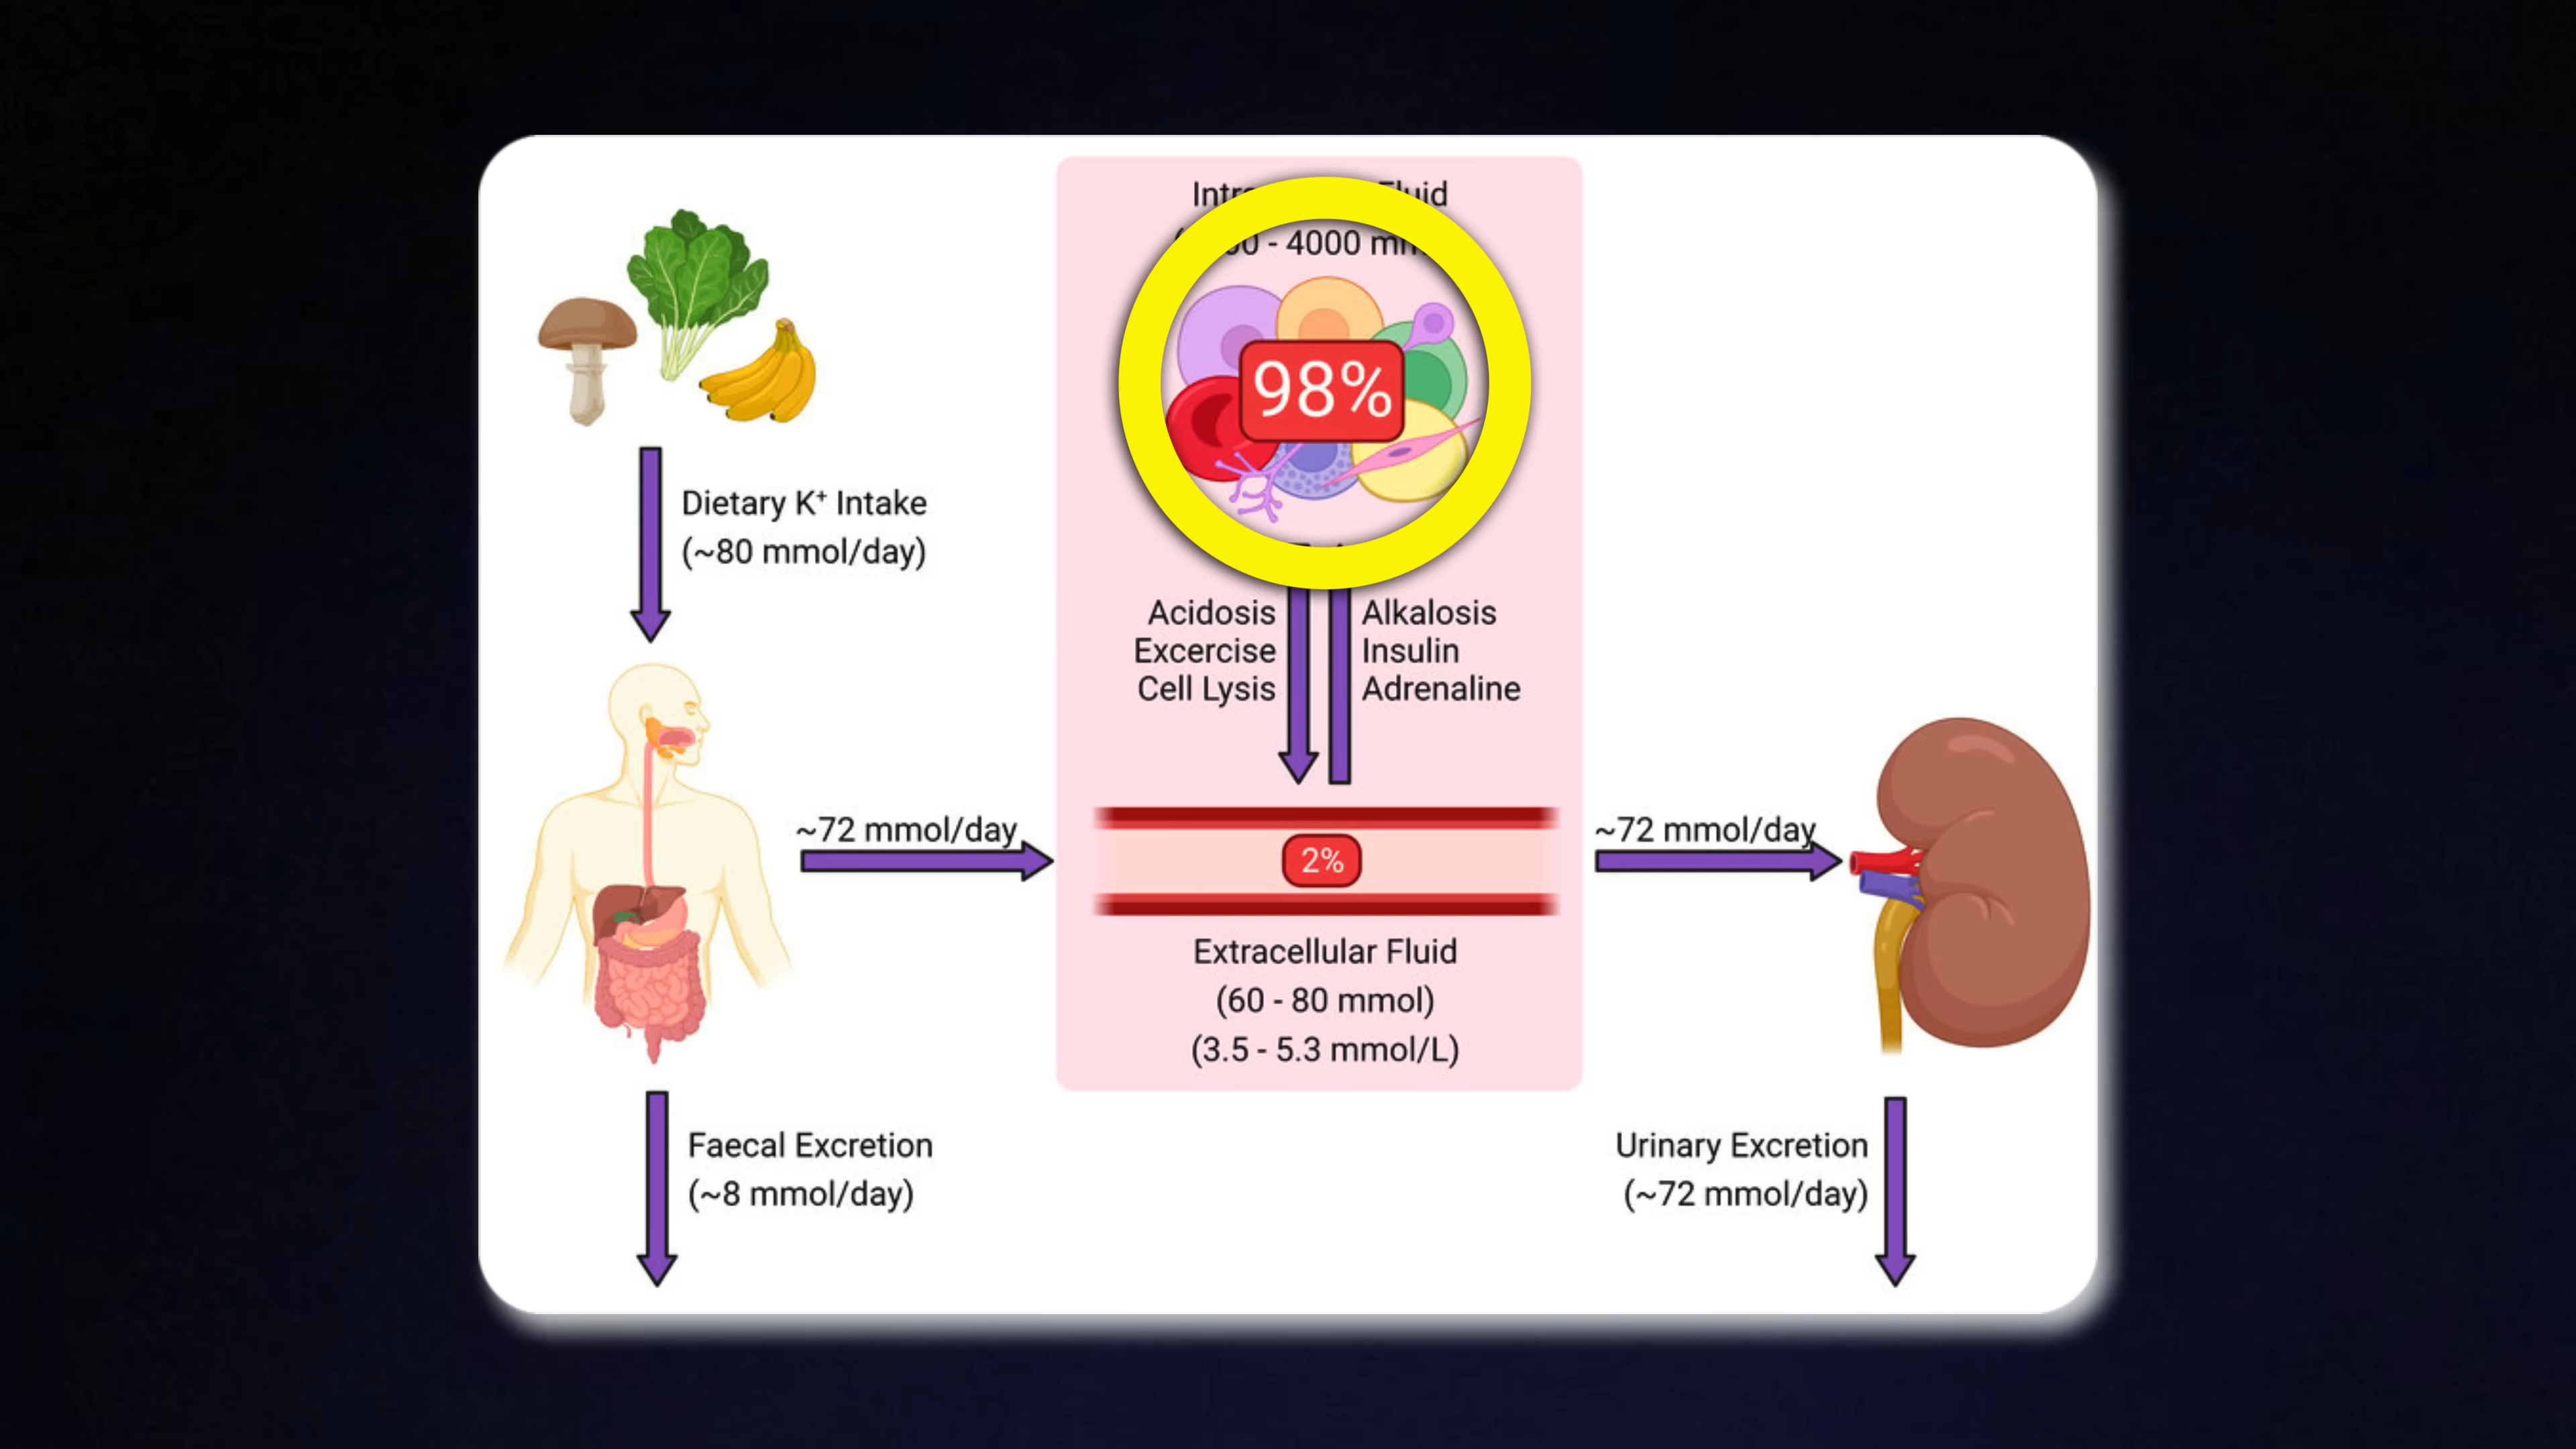 Fluid
- 4000
98%
Dietary K⁺ Intake
(~80 mmol/day)
Acidosis
Excercise
Cell Lysis
Alkalosis
Insulin
Adrenaline
~72 mmol/day
2%
~72 mmol/day
Extracellular Fluid
(60 - 80 mmol)
(3.5 - 5.3 mmol/L)
Faecal Excretion
(~8 mmol/day)
Urinary Excretion
(~72 mmol/day)